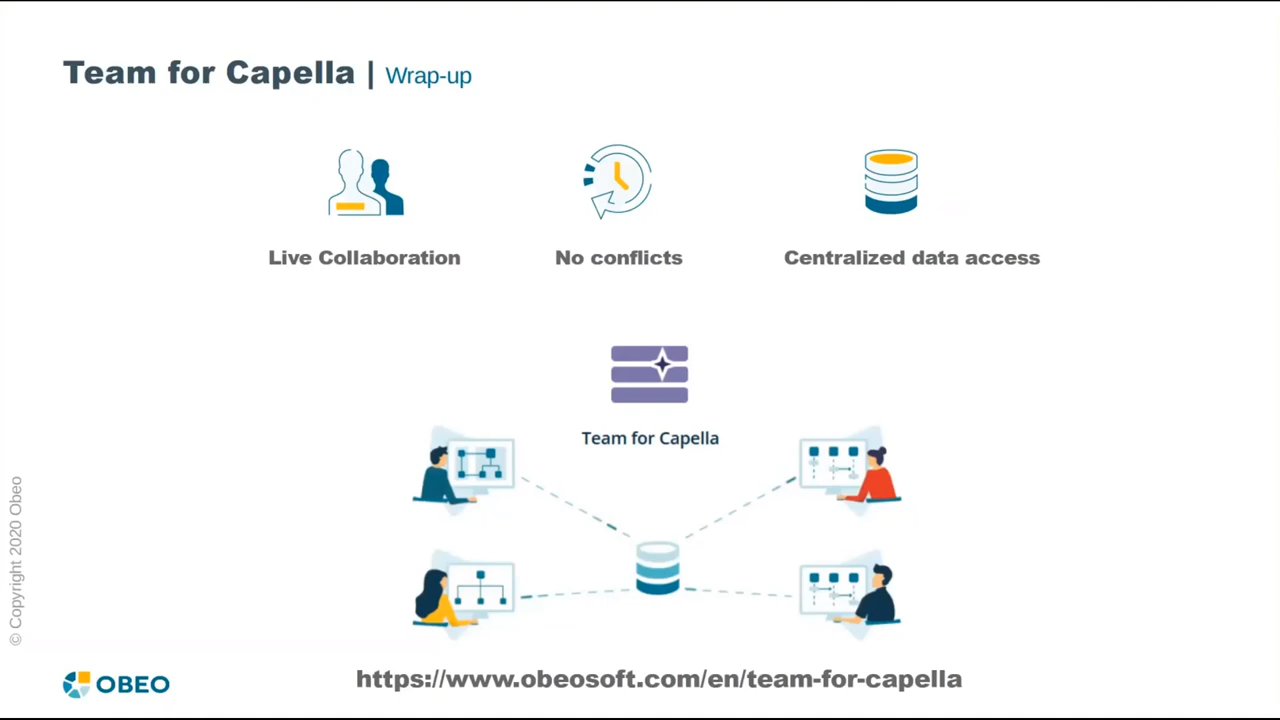 Team for Capella | Wrap-up
Live Collaboration
No conflicts
Centralized data access
Team for Capella
© Copyright 2020 Obeo
OBEO
https://www.obeosoft.com/en/team-for-capella